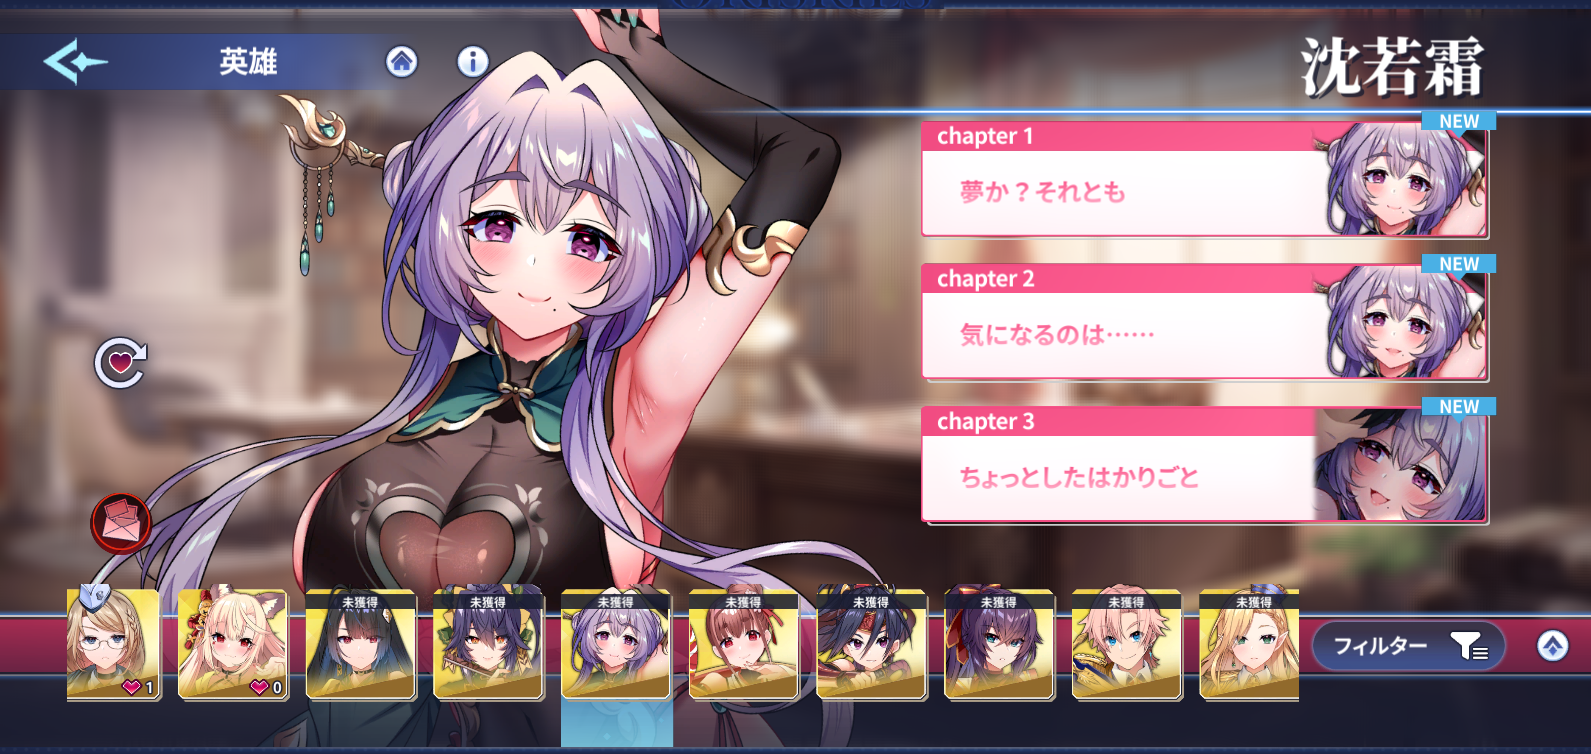 英雄
沈若霜
NEW
chapter 1
夢か？それとも
NEW
chapter 2
気になるのは……
NEW
chapter 3
ちょっとしたはかりごと
1
0
未獲得
未獲得
未獲得
未獲得
未獲得
未獲得
未獲得
未獲得
フィルター